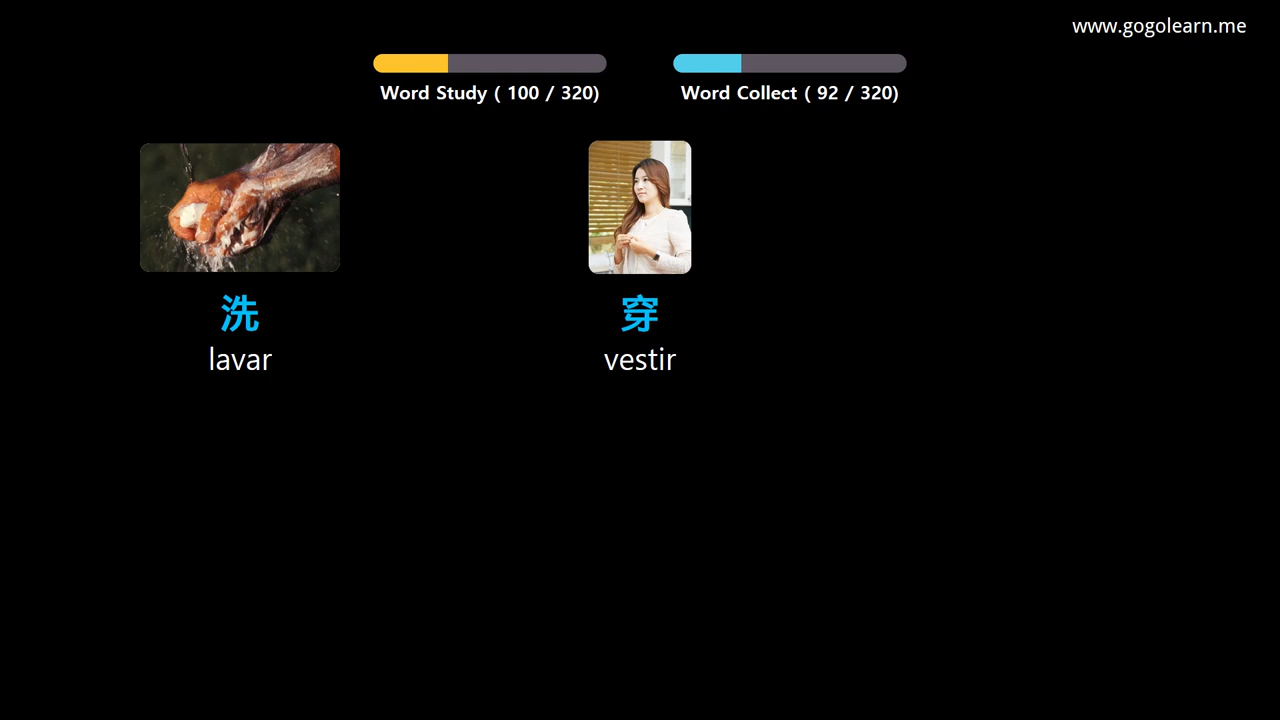 www.gogolearn.me
Word Study ( 100 / 320)
Word Collect ( 92 / 320)
洗
lavar
穿
vestir